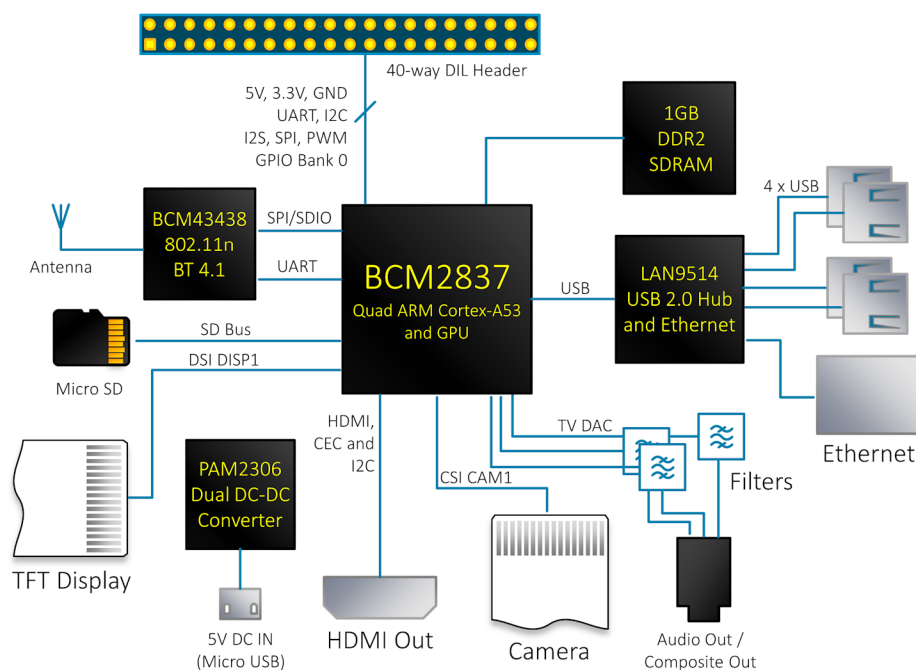 40-way DIL Header
5V, 3.3V, GND
UART, I2C
I2S, SPI, PWM
GPIO Bank 0
1GB
DDR2
SDRAM
4 x USB
BCM43438
802.11n
BT 4.1
SPI/SDIO
UART
Antenna
BCM2837
Quad ARM Cortex-A53
and GPU
USB
LAN9514
USB 2.0 Hub
and Ethernet
SD Bus
Micro SD
DSI DISP1
HDMI,
CEC and
I2C
TV DAC
CSI CAM1
Filters
Ethernet
PAM2306
Dual DC-DC
Converter
TFT Display
5V DC IN
(Micro USB)
HDMI Out
Camera
Audio Out /
Composite Out